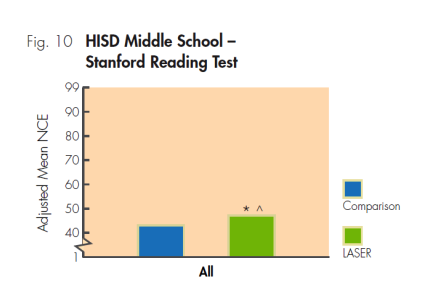 Fig. 10 HISD Middle School –
Stanford Reading Test
Adjusted Mean NCE
99
90
80
70
60
50
40
1
* ^
All
Comparison
LASER